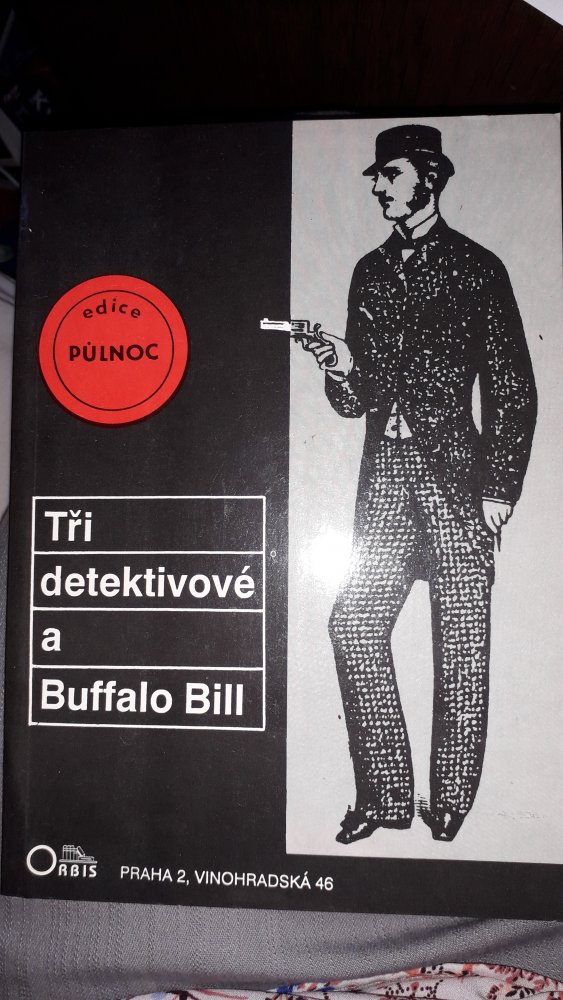 edice
PŮLNOC
Tři
detektivové
a
Buffalo Bill
ORBIS
PRAHA 2, VINOHRADSKÁ 46